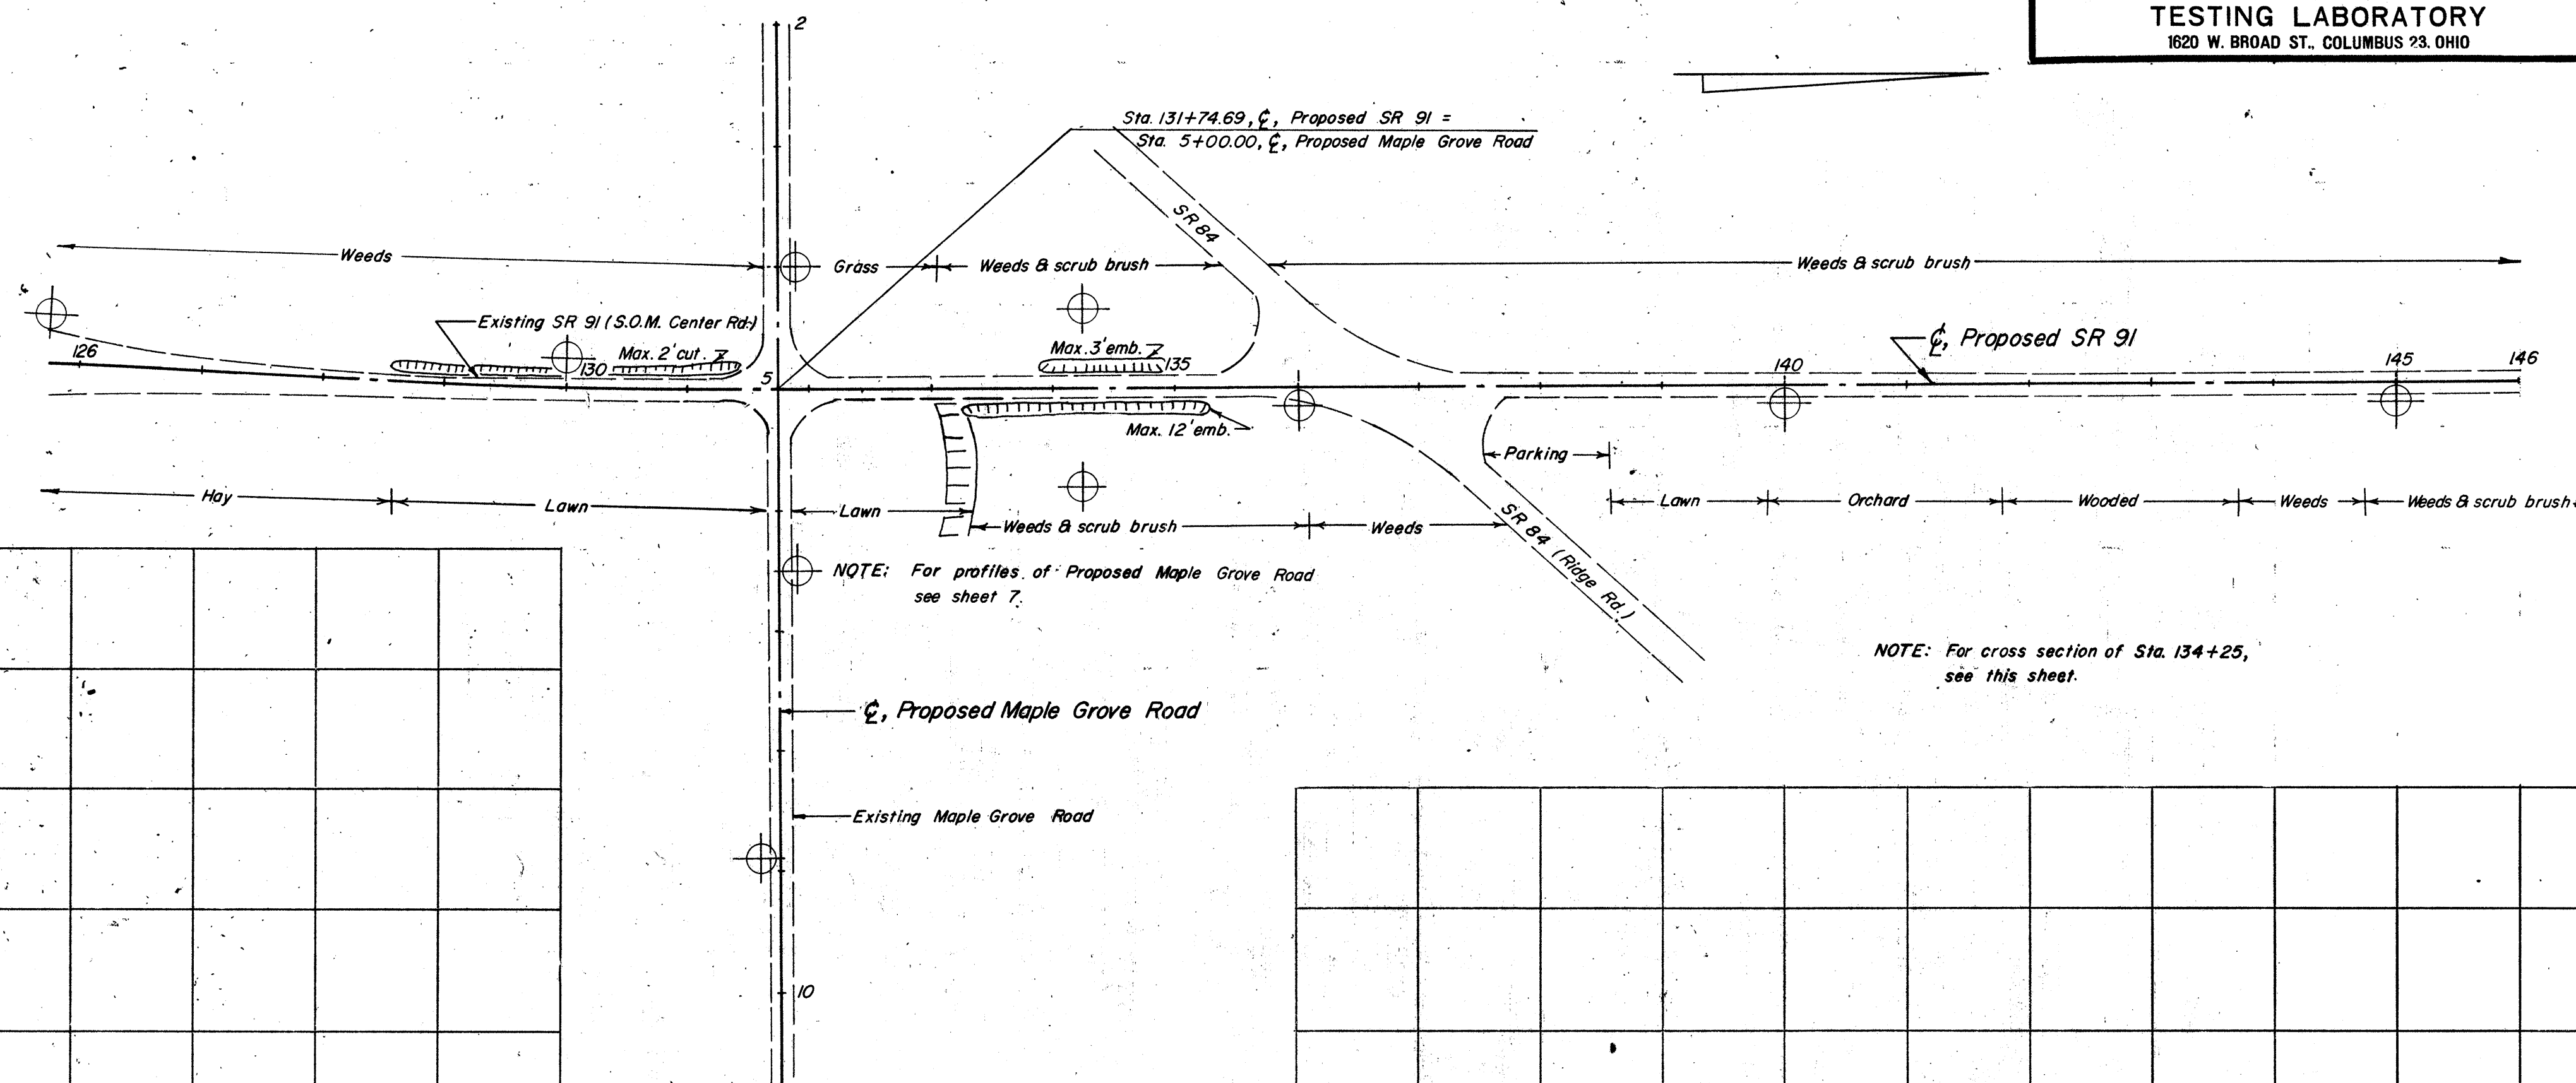 TESTING LABORATORY
1620 W. BROAD ST., COLUMBUS 23, OHIO
2
Sta. 131+74.69, ℄, Proposed SR 91 =
Sta. 5+00.00, ℄, Proposed Maple Grove Road
SR 84
Weeds
Grass
Weeds & scrub brush
Weeds & scrub brush
Existing SR 91 (S.O.M. Center Rd.)
126
130
Max. 2' cut.
5
Max. 3' emb.
135
℄, Proposed SR 91
140
145
146
Max. 12' emb.
Parking
Hay
Lawn
Lawn
Weeds & scrub brush
Weeds
Lawn
Orchard
Wooded
Weeds
Weeds & scrub brush
SR 84 (Ridge Rd.)
NOTE: For profiles of Proposed Maple Grove Road
see sheet 7.
NOTE: For cross section of Sta. 134+25,
see this sheet.
℄, Proposed Maple Grove Road
Existing Maple Grove Road
10